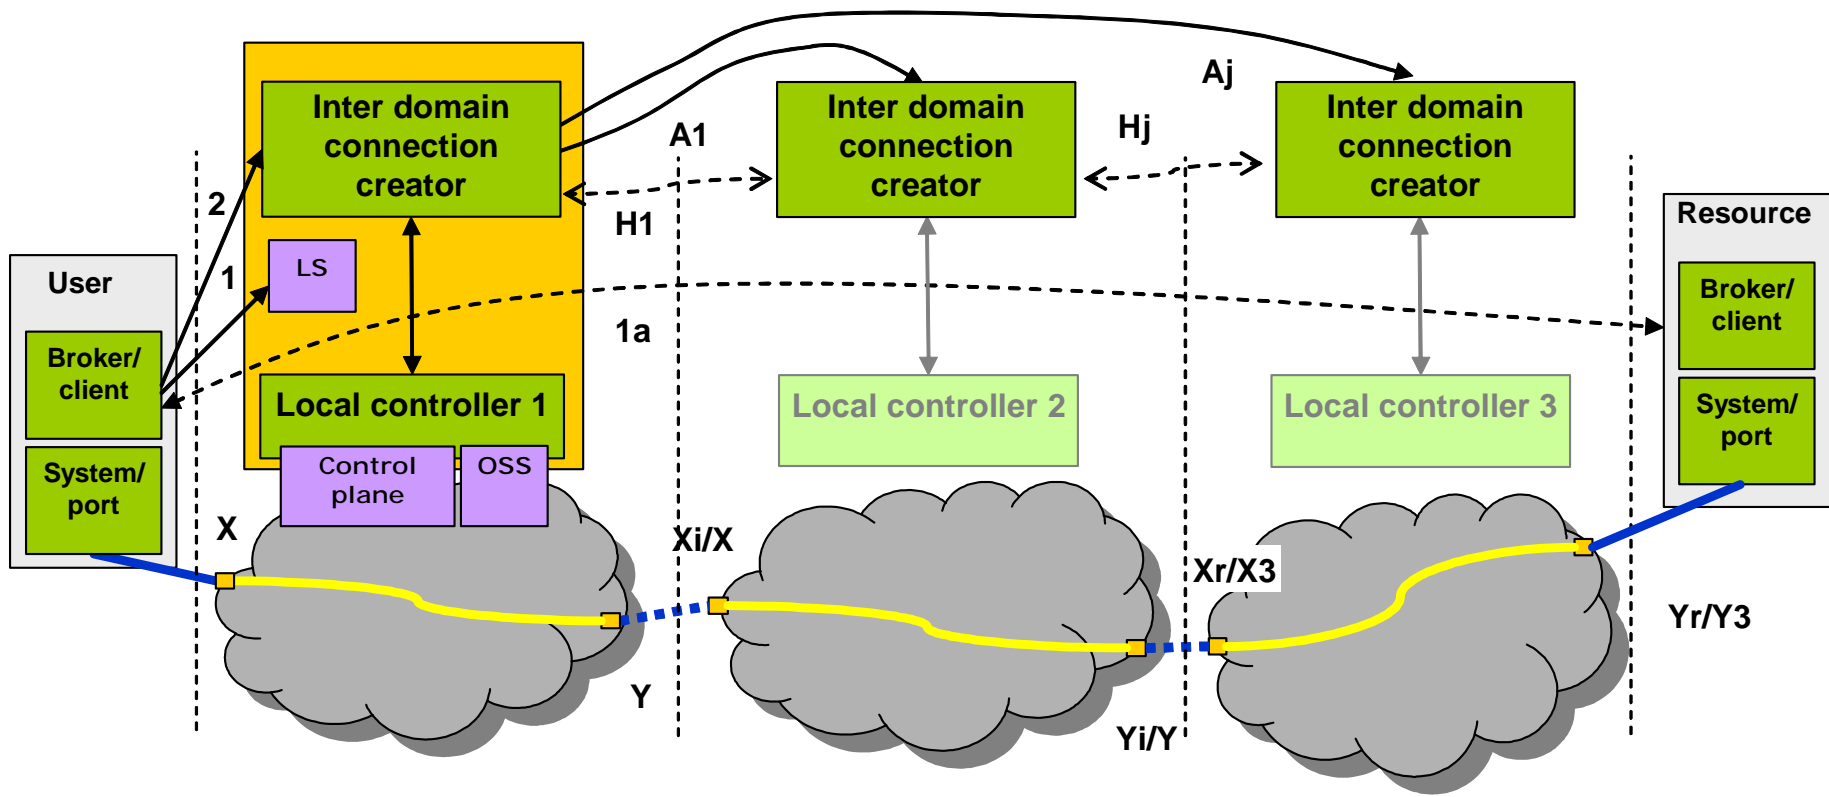 Inter domain
connection
creator
Inter domain
connection
creator
Inter domain
connection
creator
Aj
A1
Hj
2
H1
Resource
User
1
LS
Broker/
client
1a
Broker/
client
Local controller 1
Local controller 2
Local controller 3
System/
port
System/
port
Control
plane
OSS
X
Xi/X
Xr/X3
Yr/Y3
Y
Yi/Y